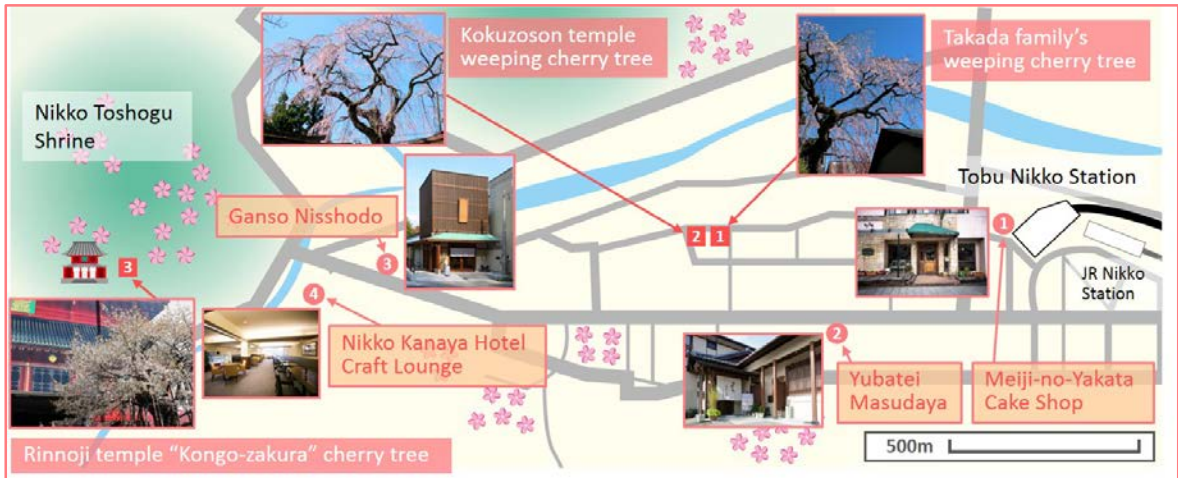 Kokuzoson temple
weeping cherry tree
Takada family's
weeping cherry tree
Nikko Toshogu
Shrine
Tobu Nikko Station
Ganso Nisshodo
2
1
1
3
3
JR Nikko
Station
4
2
Nikko Kanaya Hotel
Craft Lounge
Yubatei
Masudaya
Meiji-no-Yakata
Cake Shop
500m
Rinnoji temple “Kongo-zakura” cherry tree